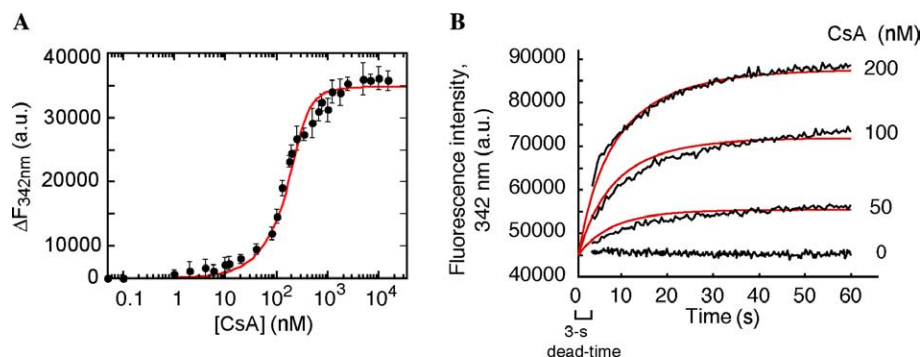 A
ΔF342nm (a.u.)
40000
30000
20000
10000
0
0.1 1 10 10² 10³ 10⁴
[CsA] (nM)
B
CsA (nM)
Fluorescence intensity,
342 nm (a.u.)
90000
80000
70000
60000
50000
40000
200
100
50
0
0 10 20 30 40 50 60
Time (s)
3-s
dead-time